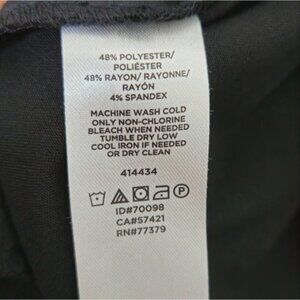 48% POLYESTER/
POLIÉSTER
48% RAYON/ RAYONNE/
RAYÓN
4% SPANDEX
MACHINE WASH COLD
ONLY NON-CHLORINE
BLEACH WHEN NEEDED
TUMBLE DRY LOW
COOL IRON IF NEEDED
OR DRY CLEAN
414434
P
ID#70098
CA#57421
RN#77379